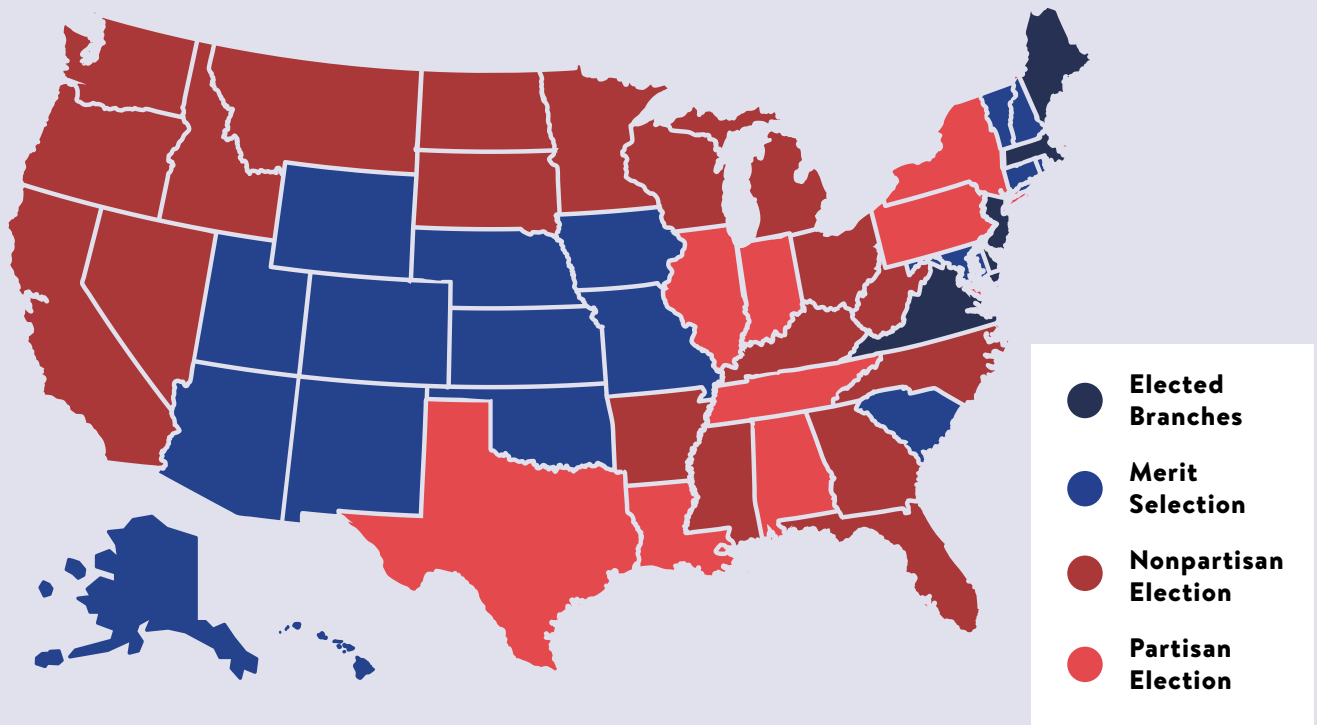 Elected
Branches
Merit
Selection
Nonpartisan
Election
Partisan
Election